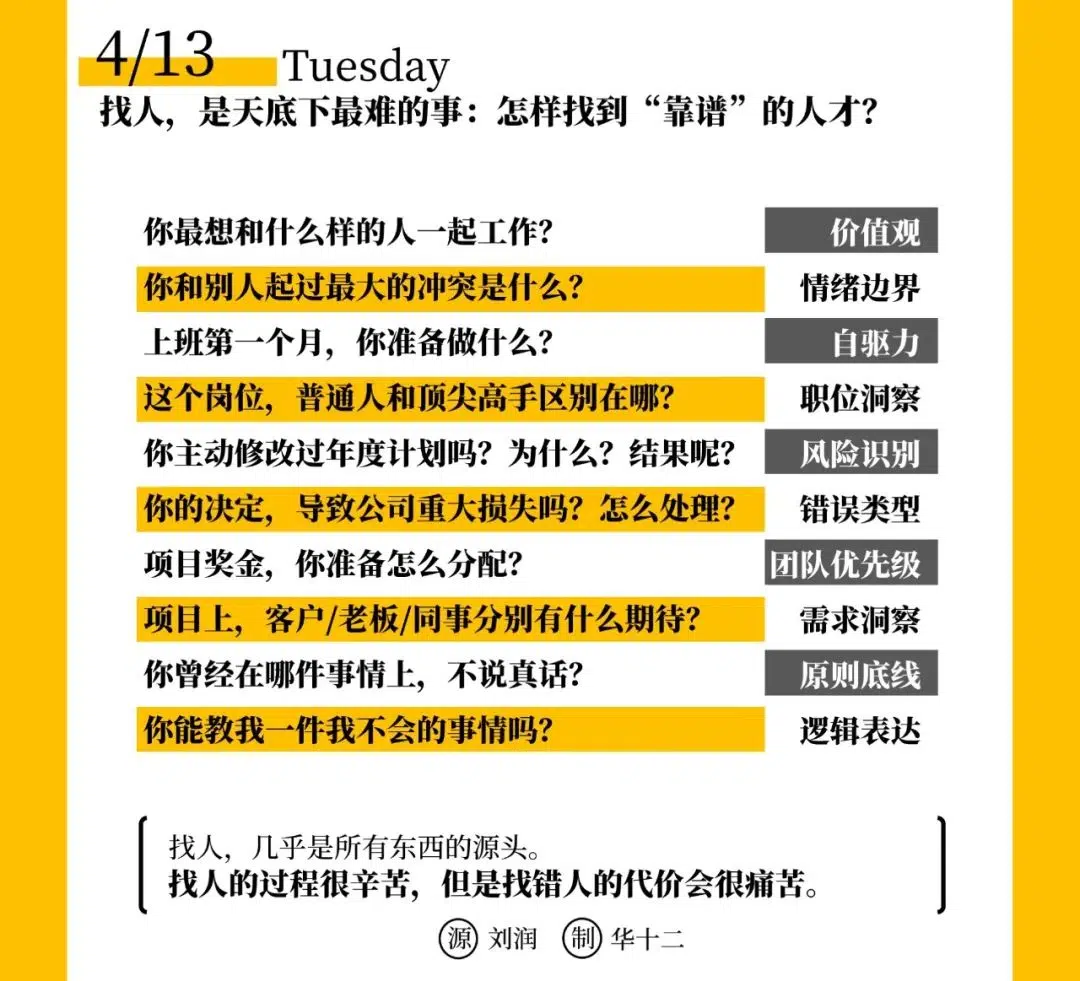 4/13 Tuesday
找人，是天底下最难的事：怎样找到“靠谱”的人才？
你最想和什么样的人一起工作？ 价值观
你和别人起过最大的冲突是什么？ 情绪边界
上班第一个月，你准备做什么？ 自驱力
这个岗位，普通人和顶尖高手区别在哪？ 职位洞察
你主动修改过年度计划吗？为什么？结果呢？ 风险识别
你的决定，导致公司重大损失吗？怎么处理？ 错误类型
项目奖金，你准备怎么分配？ 团队优先级
项目上，客户/老板/同事分别有什么期待？ 需求洞察
你曾经在哪件事情上，不说真话？ 原则底线
你能教我一件我不会的事情吗？ 逻辑表达
找人，几乎是所有东西的源头。
找人的过程很辛苦，但是找错人的代价会很痛苦。
源 刘润 制 华十二